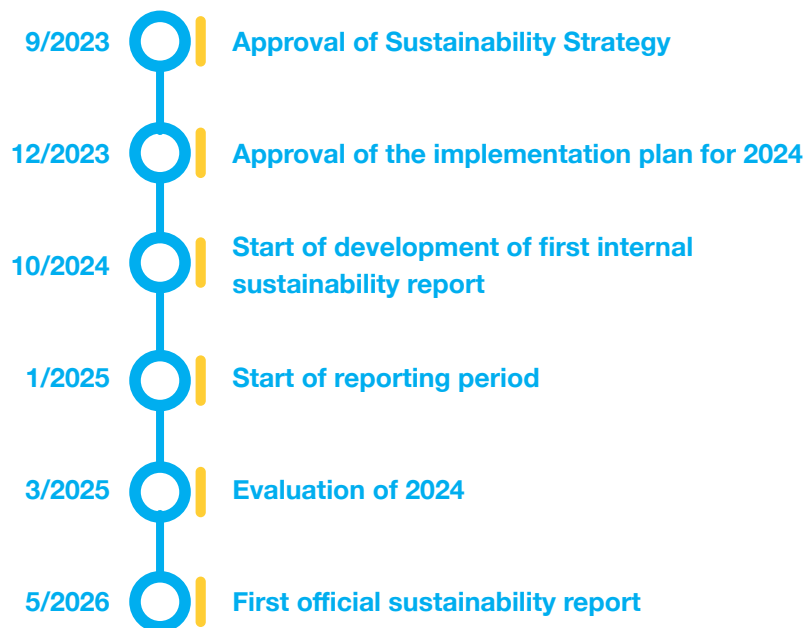 9/2023 Approval of Sustainability Strategy
12/2023 Approval of the implementation plan for 2024
10/2024 Start of development of first internal
sustainability report
1/2025 Start of reporting period
3/2025 Evaluation of 2024
5/2026 First official sustainability report